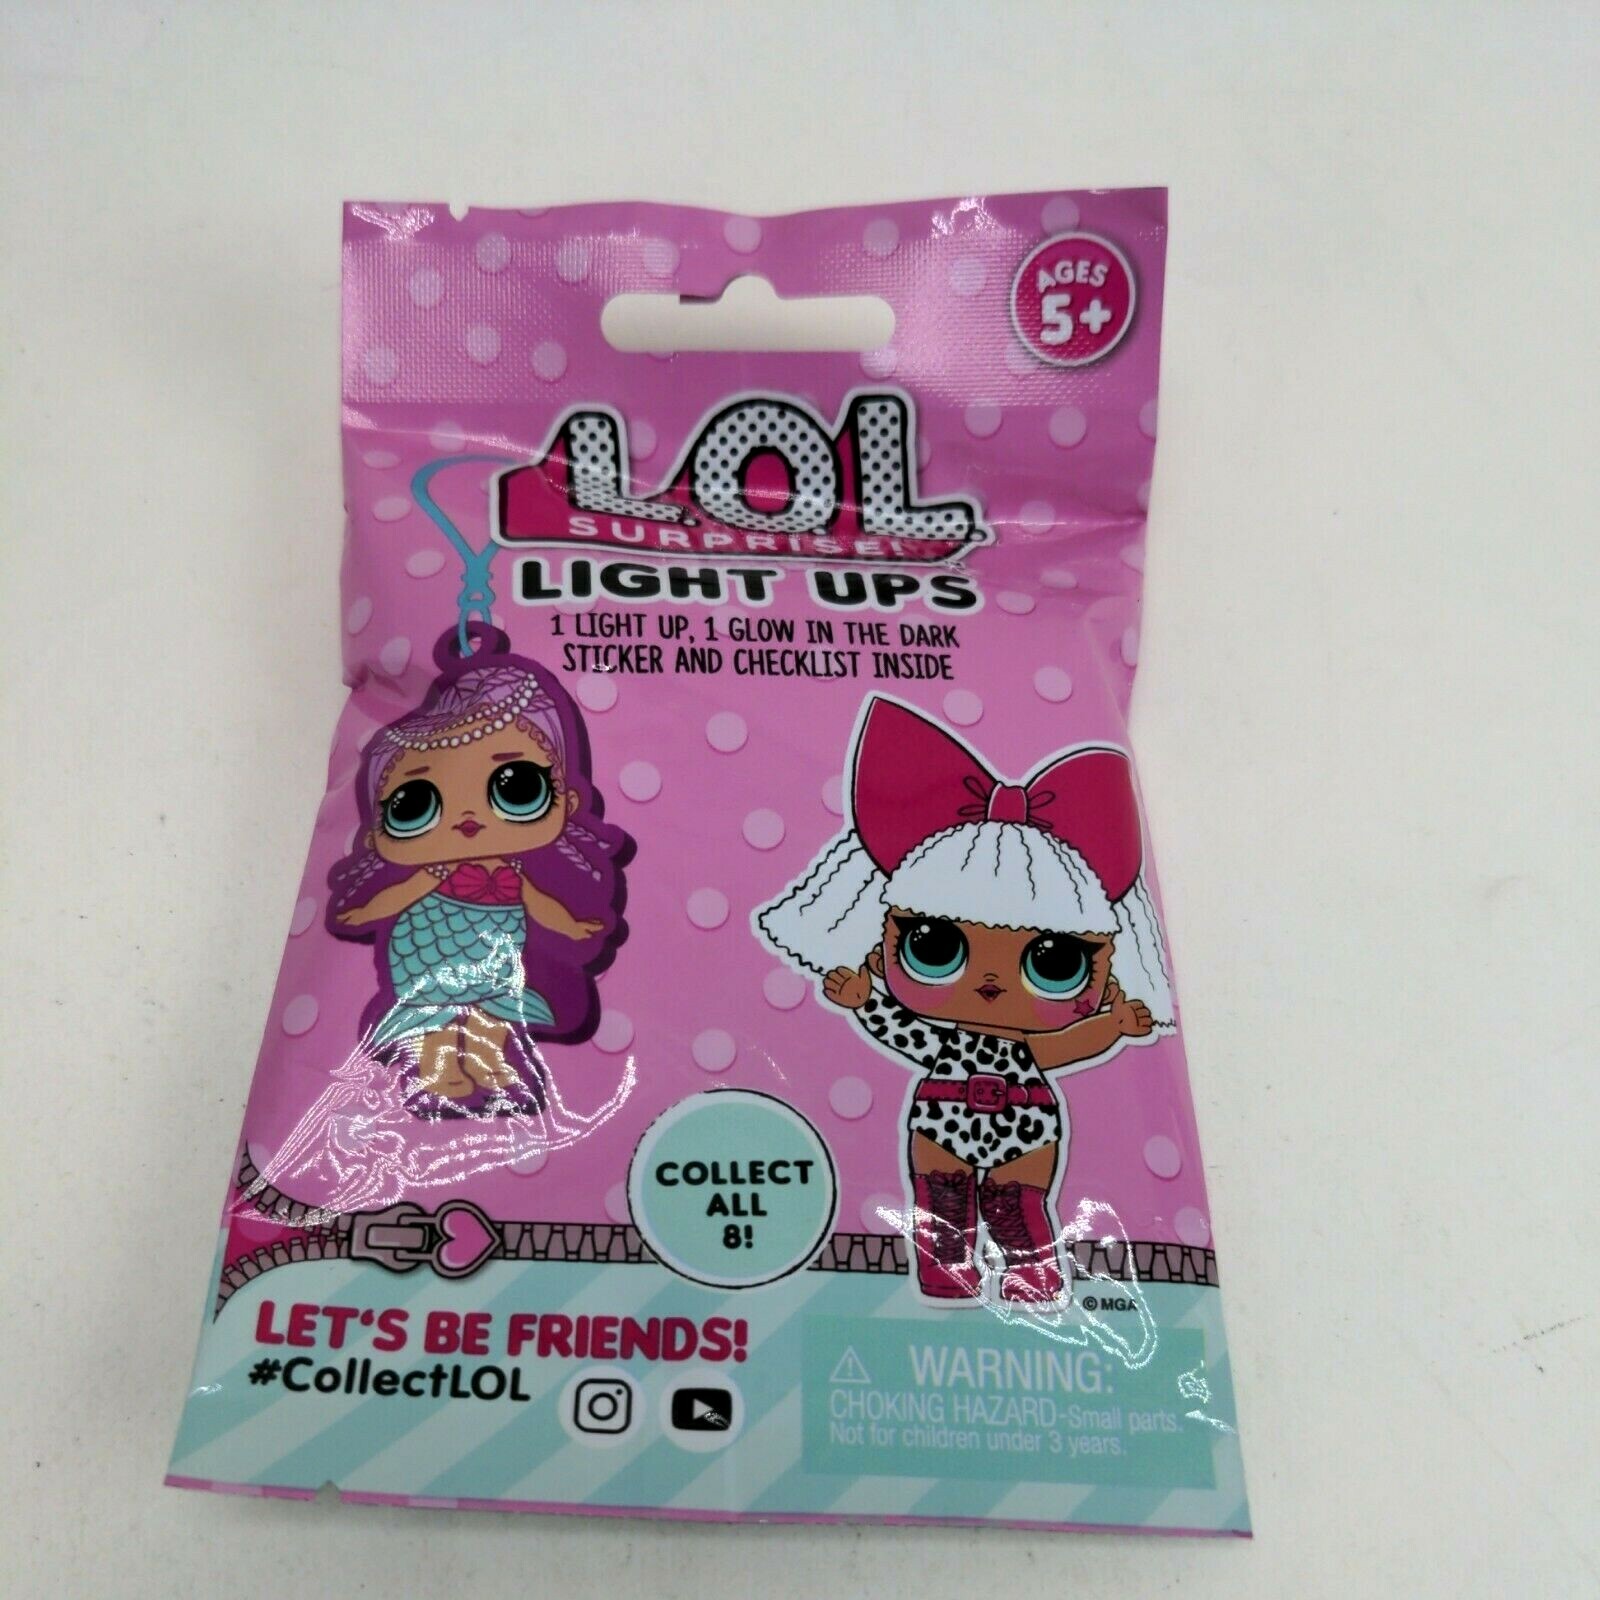 AGES
5+
L.O.L.
SURPRISE!
LIGHT UPS
1 LIGHT UP, 1 GLOW IN THE DARK
STICKER AND CHECKLIST INSIDE
COLLECT
ALL
8!
©MGA
LET'S BE FRIENDS!
#CollectLOL
WARNING:
CHOKING HAZARD-Small parts.
Not for children under 3 years.